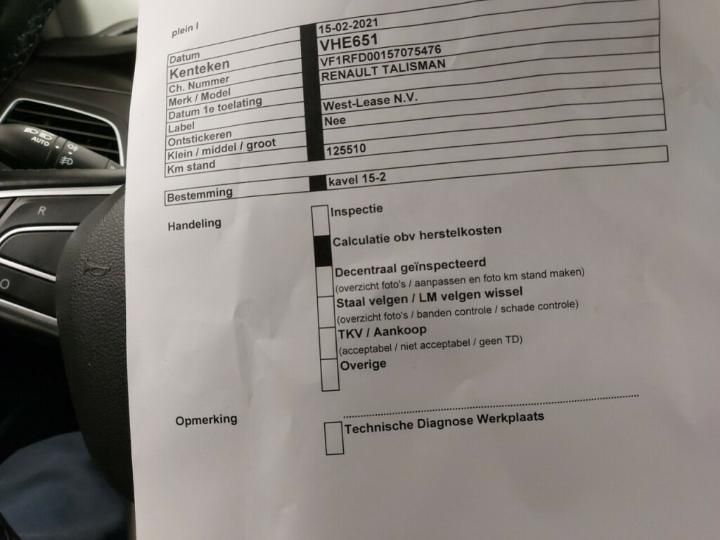 plein I
Datum 15-02-2021
Kenteken VHE651
Ch. Nummer VF1RFD00157075476
Merk / Model RENAULT TALISMAN
Datum 1e toelating
Label West-Lease N.V.
Ontstickeren Nee
Klein / middel / groot
Km stand 125510
Bestemming kavel 15-2
Handeling Inspectie
Calculatie obv herstelkosten
Decentraal geïnspecteerd
(overzicht foto's / aanpassen en foto km stand maken)
Staal velgen / LM velgen wissel
(overzicht foto's / banden controle / schade controle)
TKV / Aankoop
(acceptabel / niet acceptabel / geen TD)
Overige
Opmerking
Technische Diagnose Werkplaats
AUTO
R
O